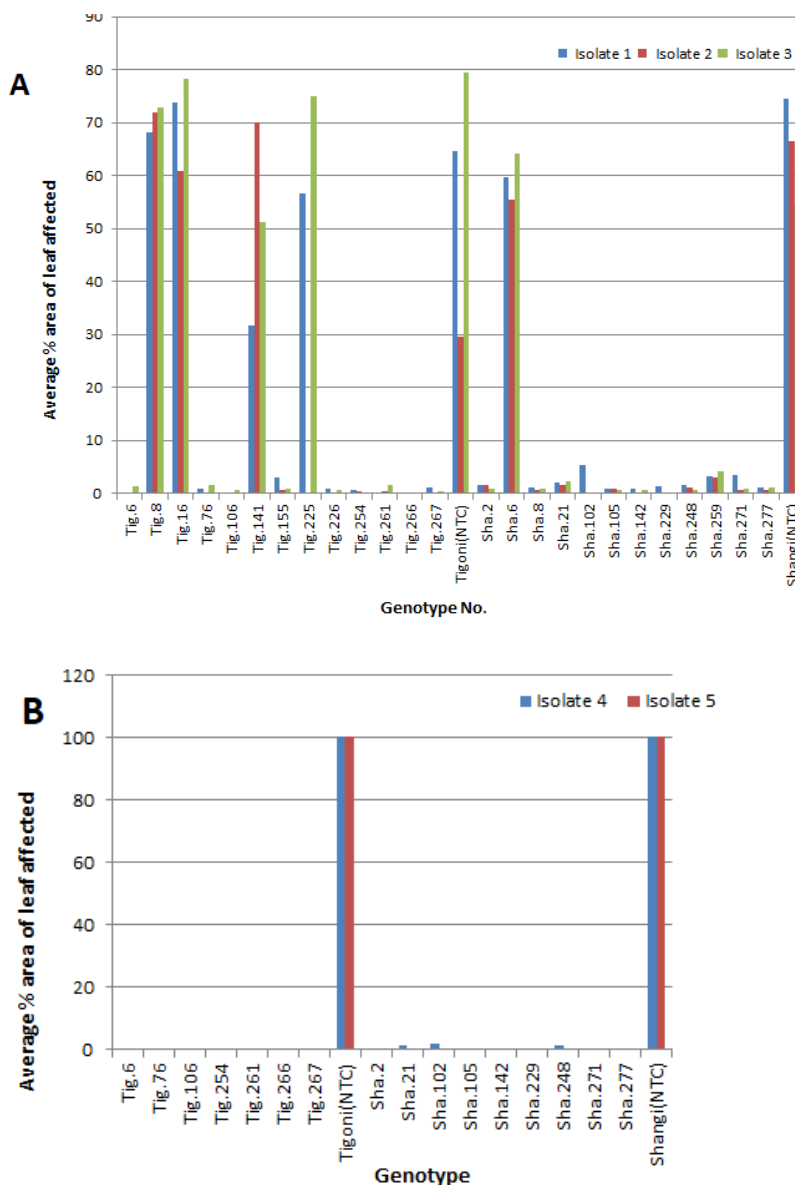 A
Average % area of leaf affected
90
80
70
60
50
40
30
20
10
0
Isolate 1 Isolate 2 Isolate 3
Tig.6
Tig.8
Tig.16
Tig.76
Tig.106
Tig.141
Tig.155
Tig.225
Tig.226
Tig.254
Tig.261
Tig.266
Tig.267
Tigoni(NTC)
Sha.2
Sha.6
Sha.8
Sha.21
Sha.102
Sha.105
Sha.142
Sha.229
Sha.248
Sha.259
Sha.271
Sha.277
Shangi(NTC)
Genotype No.
B
Average % area of leaf affected
120
100
80
60
40
20
0
Isolate 4 Isolate 5
Tig.6
Tig.76
Tig.106
Tig.254
Tig.261
Tig.266
Tig.267
Tigoni(NTC)
Sha.2
Sha.21
Sha.102
Sha.105
Sha.142
Sha.229
Sha.248
Sha.271
Sha.277
Shangi(NTC)
Genotype